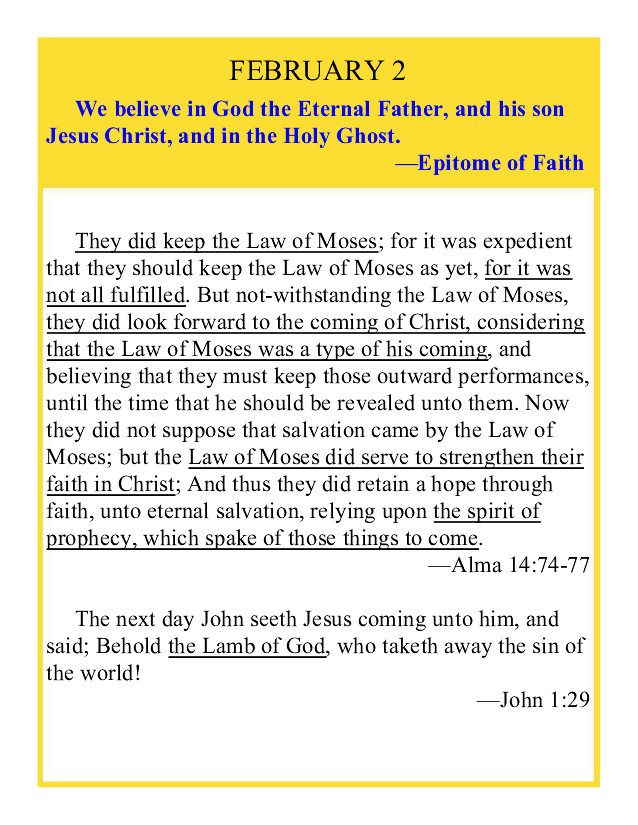 FEBRUARY 2
We believe in God the Eternal Father, and his son
Jesus Christ, and in the Holy Ghost.
—Epitome of Faith
They did keep the Law of Moses; for it was expedient
that they should keep the Law of Moses as yet, for it was
not all fulfilled. But not-withstanding the Law of Moses,
they did look forward to the coming of Christ, considering
that the Law of Moses was a type of his coming, and
believing that they must keep those outward performances,
until the time that he should be revealed unto them. Now
they did not suppose that salvation came by the Law of
Moses; but the Law of Moses did serve to strengthen their
faith in Christ; And thus they did retain a hope through
faith, unto eternal salvation, relying upon the spirit of
prophecy, which spake of those things to come.
—Alma 14:74-77
The next day John seeth Jesus coming unto him, and
said; Behold the Lamb of God, who taketh away the sin of
the world!
—John 1:29